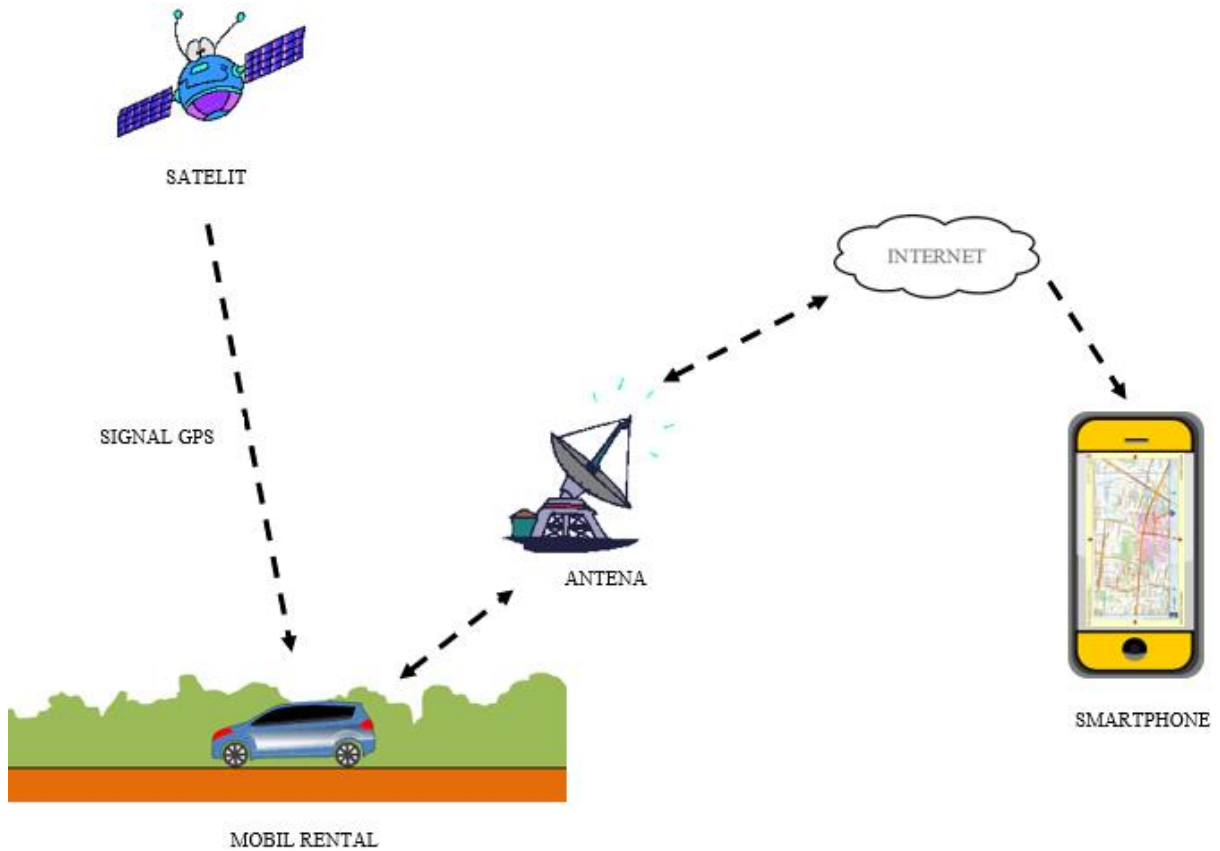 SATELIT
INTERNET
SIGNAL GPS
ANTENA
SMARTPHONE
MOBIL RENTAL